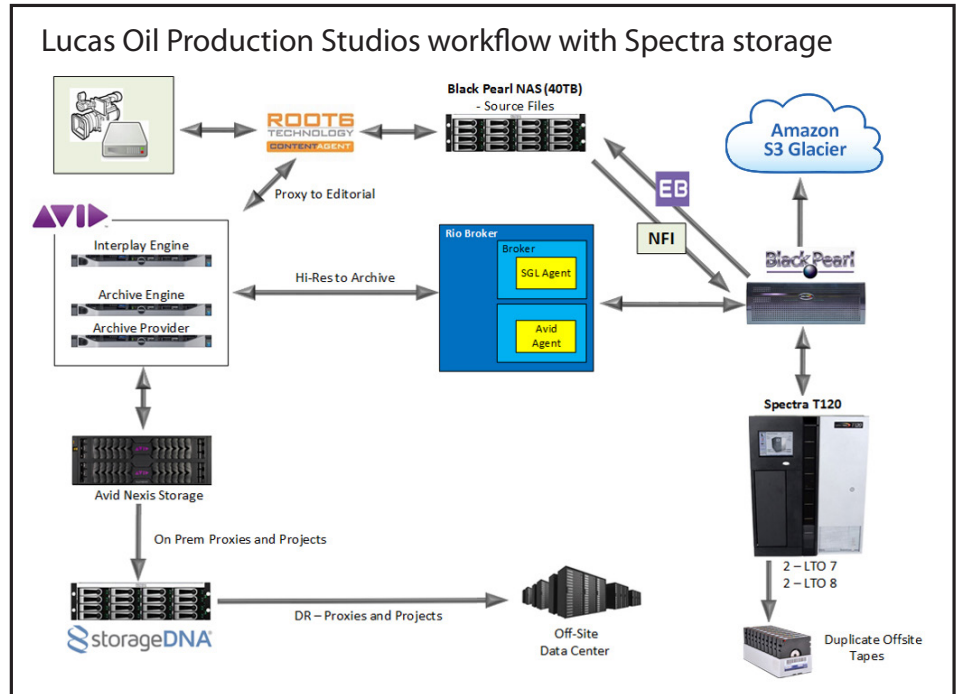 Lucas Oil Production Studios workflow with Spectra storage
Black Pearl NAS (40TB)
- Source Files
ROOT6
TECHNOLOGY
CONTENTAGENT
Amazon
S3 Glacier
Proxy to Editorial
EB
NFI
AVID
Interplay Engine
Archive Engine
Archive Provider
Hi-Res to Archive
Rio Broker
Broker
SGL Agent
Avid
Agent
BlackPearl
Spectra T120
Avid Nexis Storage
On Prem Proxies and Projects
2 – LTO 7
2 – LTO 8
storageDNA
DR – Proxies and Projects
Off-Site
Data Center
Duplicate Offsite
Tapes